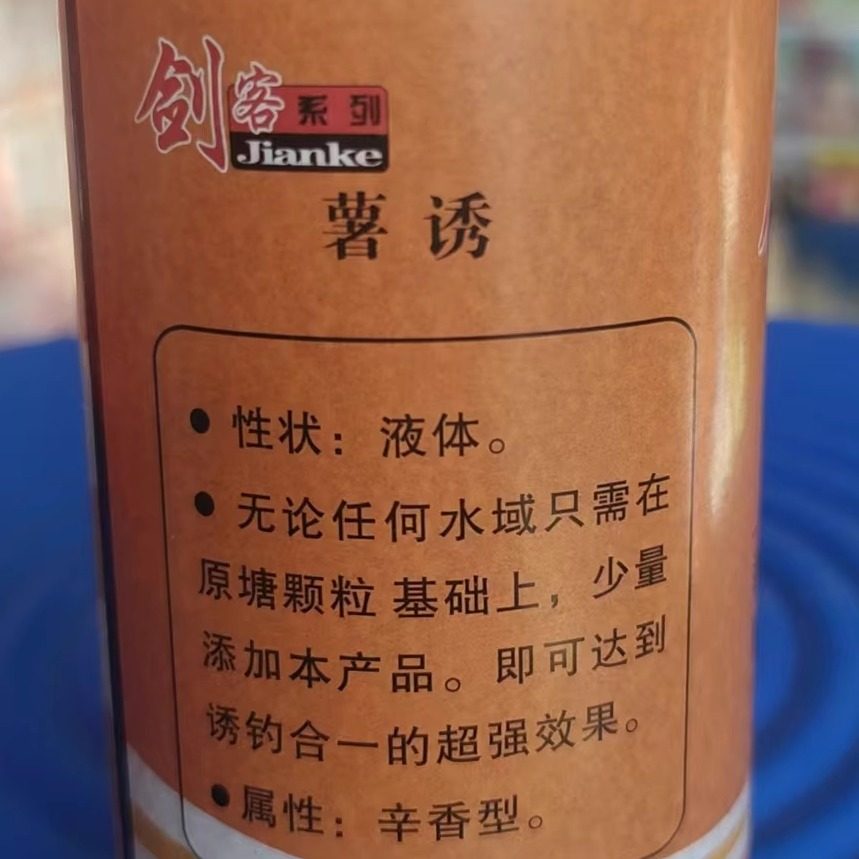 剑客系列
Jianke
薯诱
●性状：液体。
●无论任何水域只需在
原塘颗粒 基础上，少量
添加本产品。即可达到
诱钓合一的超强效果。
●属性：辛香型。